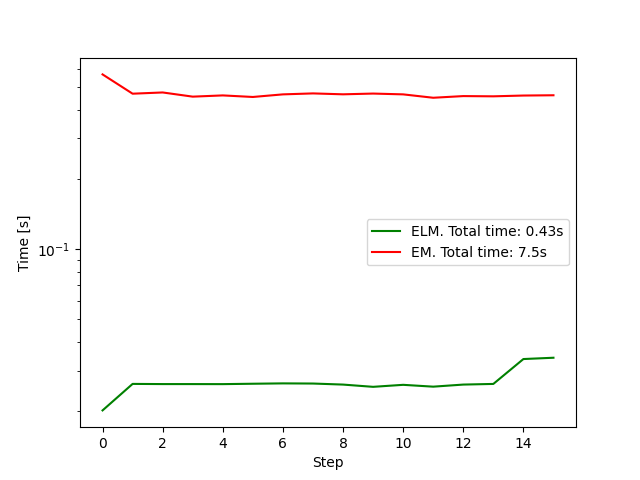 Time [s]
10⁻¹
ELM. Total time: 0.43s
EM. Total time: 7.5s
0 2 4 6 8 10 12 14
Step